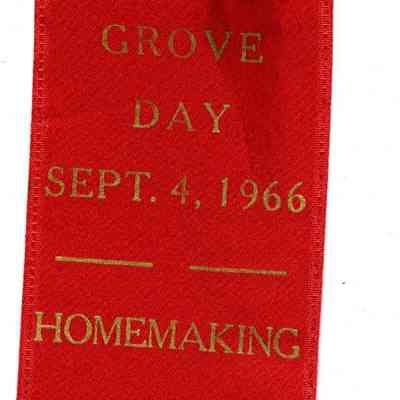 GROVE
DAY
SEPT. 4, 1966
HOMEMAKING